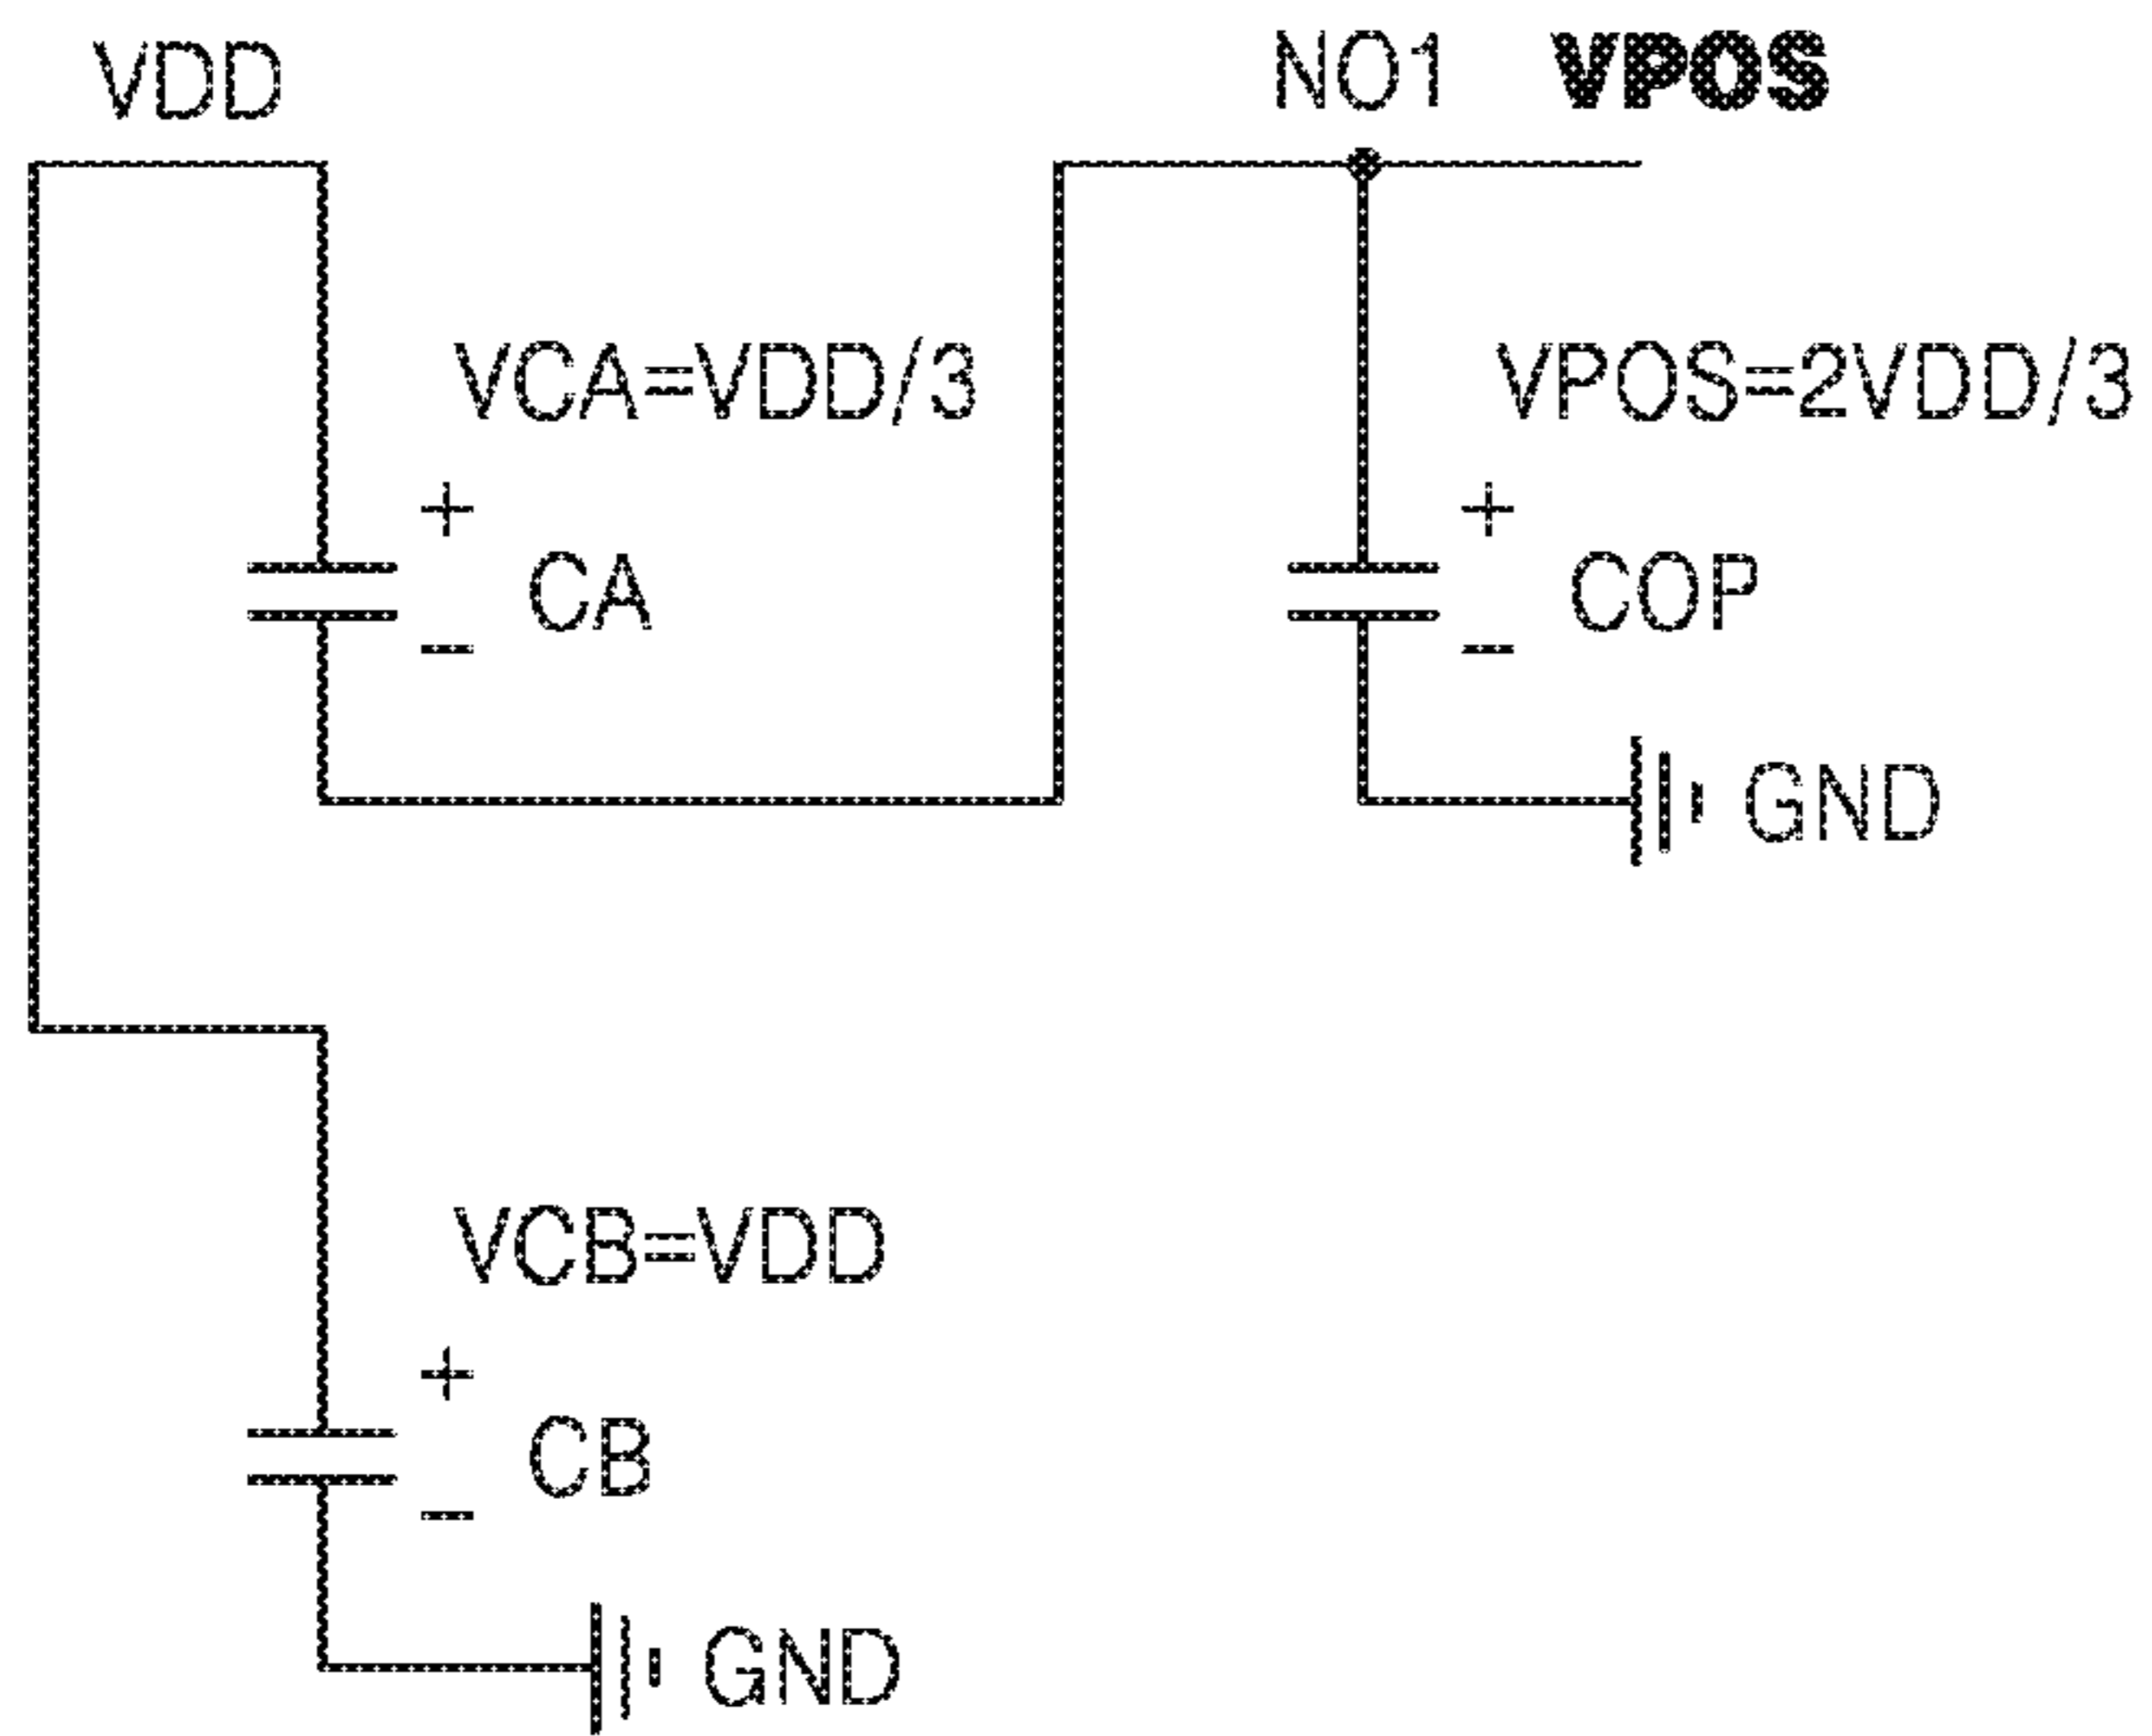 VDD
NO1 VPOS
VCA=VDD/3
VPOS=2VDD/3
+
+
CA
COP
−
−
GND
VCB=VDD
+
CB
−
GND